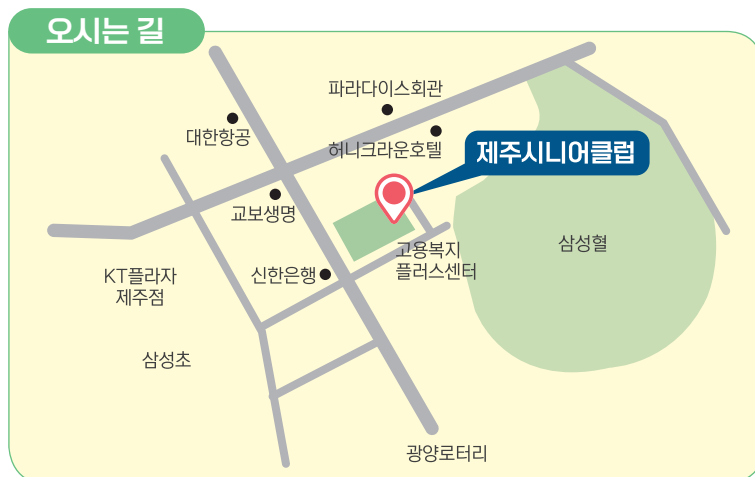 오시는 길
파라다이스회관
대한항공
허니크라운호텔
제주시니어클럽
교보생명
고용복지
플러스센터
삼성혈
신한은행
KT플라자
제주점
삼성초
광양로터리